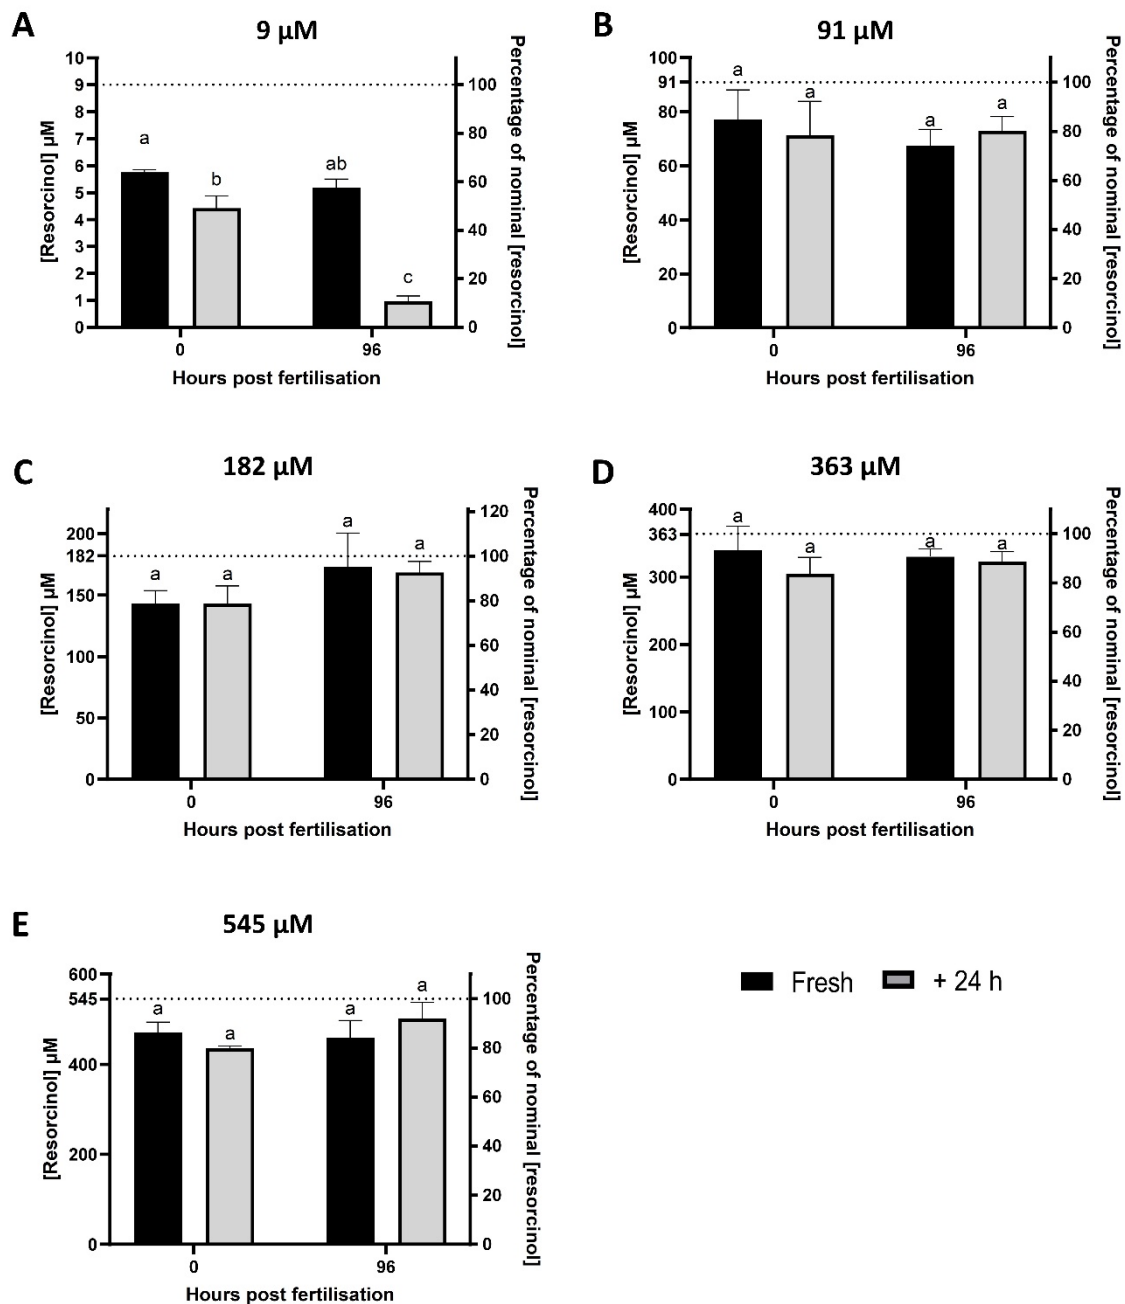 A
9 µM
10
9
8
7
6
5
4
3
2
1
0
[Resorcinol] µM
a
b
ab
c
100
80
60
40
20
0
Percentage of nominal [resorcinol]
0
96
Hours post fertilisation
B
91 µM
100
91
80
60
40
20
0
[Resorcinol] µM
a
a
a
a
100
80
60
40
20
0
Percentage of nominal [resorcinol]
0
96
Hours post fertilisation
C
182 µM
200
182
150
100
50
0
[Resorcinol] µM
a
a
a
a
120
100
80
60
40
20
0
Percentage of nominal [resorcinol]
0
96
Hours post fertilisation
D
363 µM
400
363
300
200
100
0
[Resorcinol] µM
a
a
a
a
100
80
60
40
20
0
Percentage of nominal [resorcinol]
0
96
Hours post fertilisation
E
545 µM
600
545
400
200
0
[Resorcinol] µM
a
a
a
a
100
80
60
40
20
0
Percentage of nominal [resorcinol]
0
96
Hours post fertilisation
Fresh
+ 24 h